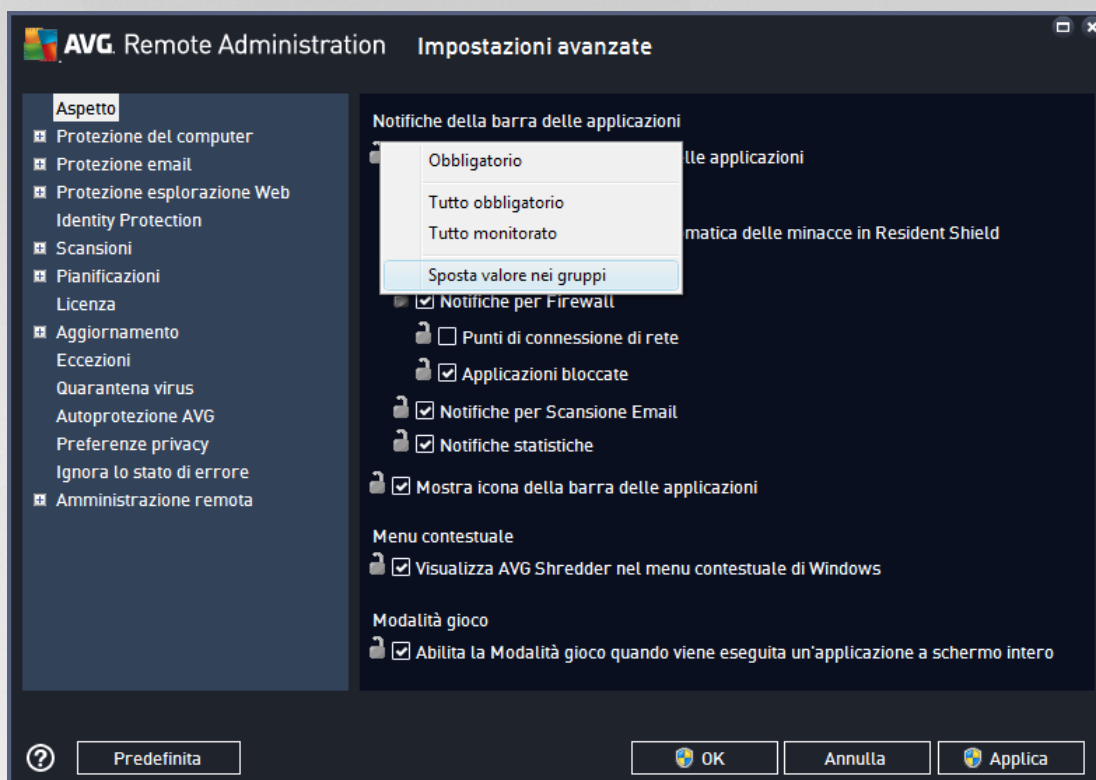 AVG. Remote Administration Impostazioni avanzate
Aspetto
Protezione del computer
Protezione email
Protezione esplorazione Web
Identity Protection
Scansioni
Pianificazioni
Licenza
Aggiornamento
Eccezioni
Quarantena virus
Autoprotezione AVG
Preferenze privacy
Ignora lo stato di errore
Amministrazione remota
Notifiche della barra delle applicazioni
Obbligatorio
lle applicazioni
Tutto obbligatorio
Tutto monitorato
matica delle minacce in Resident Shield
Sposta valore nei gruppi
Notifiche per Firewall
Punti di connessione di rete
Applicazioni bloccate
Notifiche per Scansione Email
Notifiche statistiche
Mostra icona della barra delle applicazioni
Menu contestuale
Visualizza AVG Shredder nel menu contestuale di Windows
Modalità gioco
Abilita la Modalità gioco quando viene eseguita un'applicazione a schermo intero
Predefinita
OK
Annulla
Applica